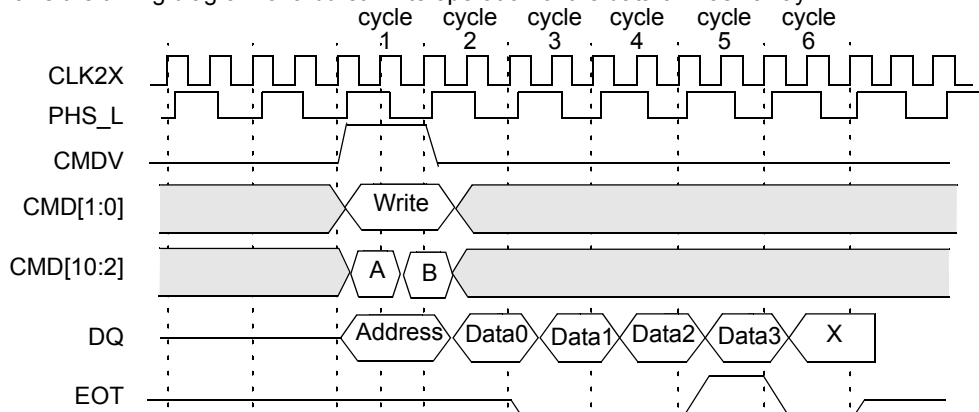 cycle cycle cycle cycle cycle cycle
1 2 3 4 5 6
CLK2X
PHS_L
CMDV
CMD[1:0] Write
CMD[10:2] A B
DQ Address Data0 Data1 Data2 Data3 X
EOT